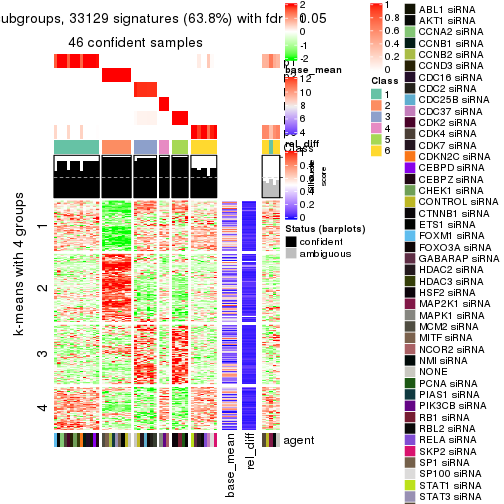 ubgroups, 33129 signatures (63.8%) with fdr 0.05
46 confident samples
2
1
0
-1
-2
base_mean
12
10
8
6
4
rel_diff
1
0.8
0.6
0.4
0.2
0
Class
1
2
3
4
5
6
Class
1
0.5
0
score
Status (barplots)
confident
ambiguous
k-means with 4 groups
1
2
3
4
agent
base_mean
rel_diff
ABL1 siRNA
AKT1 siRNA
CCNA2 siRNA
CCNB1 siRNA
CCNB2 siRNA
CCND3 siRNA
CDC16 siRNA
CDC2 siRNA
CDC25B siRNA
CDC37 siRNA
CDK2 siRNA
CDK4 siRNA
CDK7 siRNA
CDKN2C siRNA
CEBPD siRNA
CEBPZ siRNA
CHEK1 siRNA
CONTROL siRNA
CTNNB1 siRNA
ETS1 siRNA
FOXM1 siRNA
FOXO3A siRNA
GABARAP siRNA
HDAC2 siRNA
HDAC3 siRNA
HSF2 siRNA
MAP2K1 siRNA
MAPK1 siRNA
MCM2 siRNA
MITF siRNA
NCOR2 siRNA
NMI siRNA
NONE
PCNA siRNA
PIAS1 siRNA
PIK3CB siRNA
RB1 siRNA
RBL2 siRNA
RELA siRNA
SKP2 siRNA
SP1 siRNA
SP100 siRNA
STAT1 siRNA
STAT3 siRNA